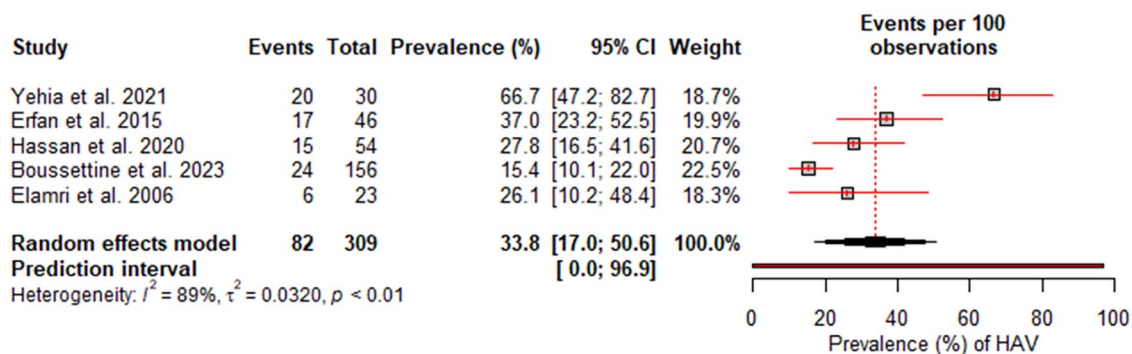 Events per 100
observations
Study Events Total Prevalence (%) 95% CI Weight
Yehia et al. 2021 20 30 66.7 [47.2; 82.7] 18.7%
Erfan et al. 2015 17 46 37.0 [23.2; 52.5] 19.9%
Hassan et al. 2020 15 54 27.8 [16.5; 41.6] 20.7%
Boussettine et al. 2023 24 156 15.4 [10.1; 22.0] 22.5%
Elamri et al. 2006 6 23 26.1 [10.2; 48.4] 18.3%
Random effects model 82 309 33.8 [17.0; 50.6] 100.0%
Prediction interval [ 0.0; 96.9]
Heterogeneity: I² = 89%, τ² = 0.0320, p < 0.01
0 20 40 60 80 100
Prevalence (%) of HAV